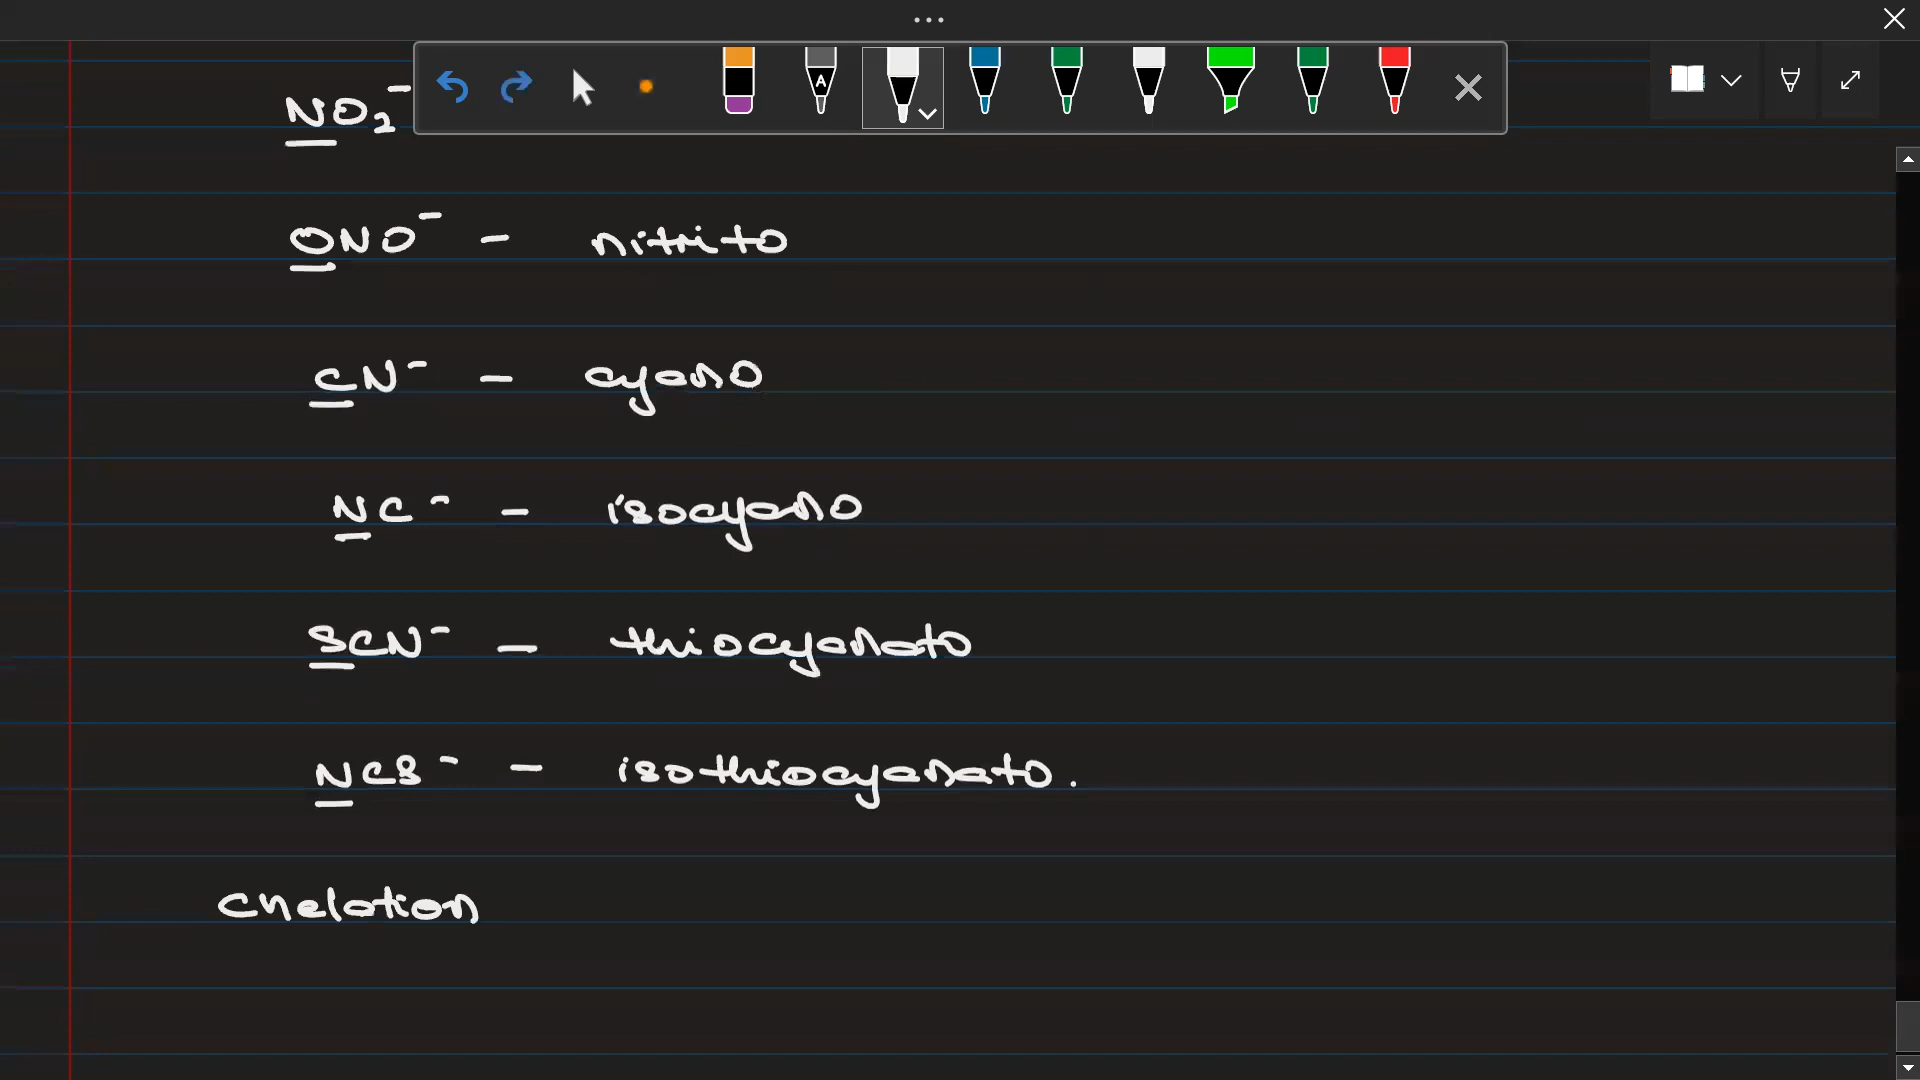 NO₂⁻
ONO⁻ - nitrito
CN⁻ - cyano
NC⁻ - isocyano
SCN⁻ - thiocyanato
NCS⁻ - isothiocyanato.
Chelation